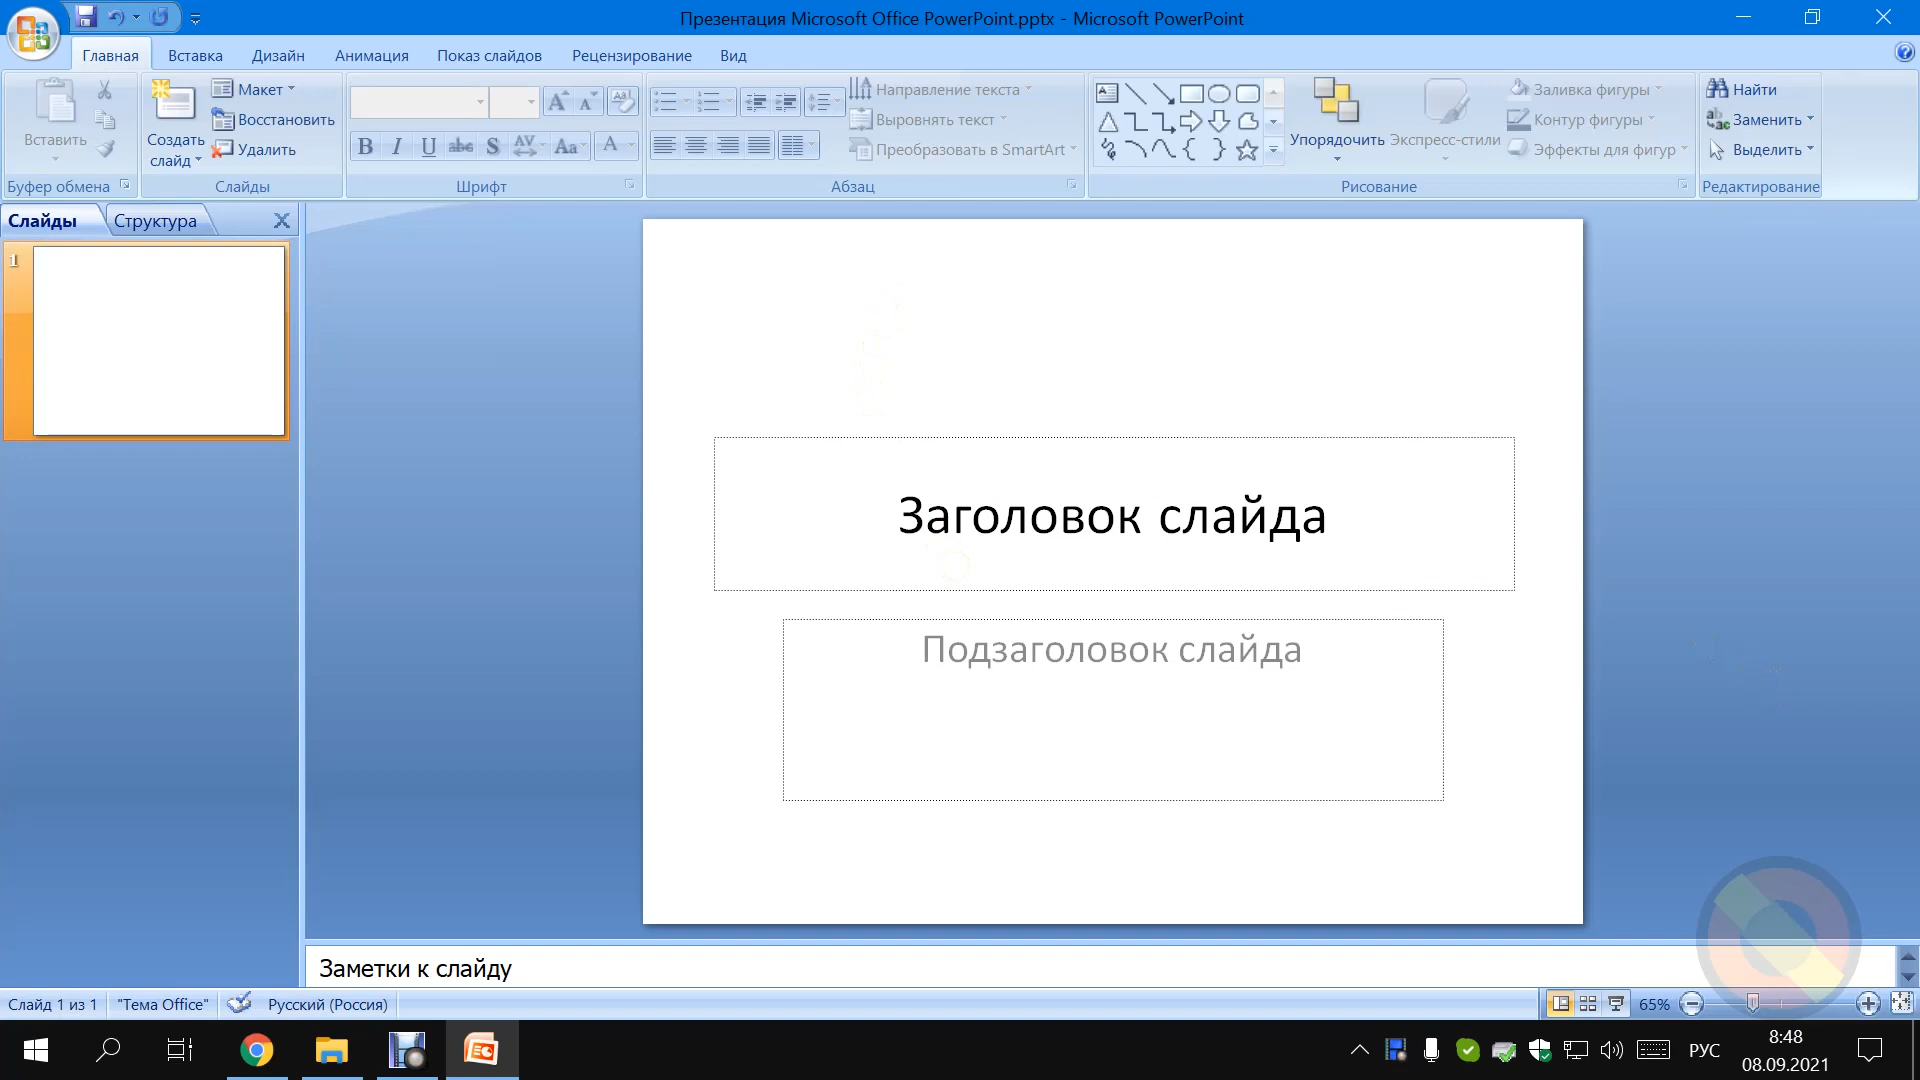 Презентация Microsoft Office PowerPoint.pptx - Microsoft PowerPoint
Главная Вставка Дизайн Анимация Показ слайдов Рецензирование Вид
Вставить
Буфер обмена
Создать слайд
Макет
Восстановить
Удалить
Слайды
Шрифт
Направление текста
Выровнять текст
Преобразовать в SmartArt
Абзац
Упорядочить
Экспресс-стили
Заливка фигуры
Контур фигуры
Эффекты для фигур
Рисование
Найти
Заменить
Выделить
Редактирование
Слайды Структура
1
Заголовок слайда
Подзаголовок слайда
Заметки к слайду
Слайд 1 из 1 "Тема Office" Русский (Россия) 65%
РУС
8:48
08.09.2021